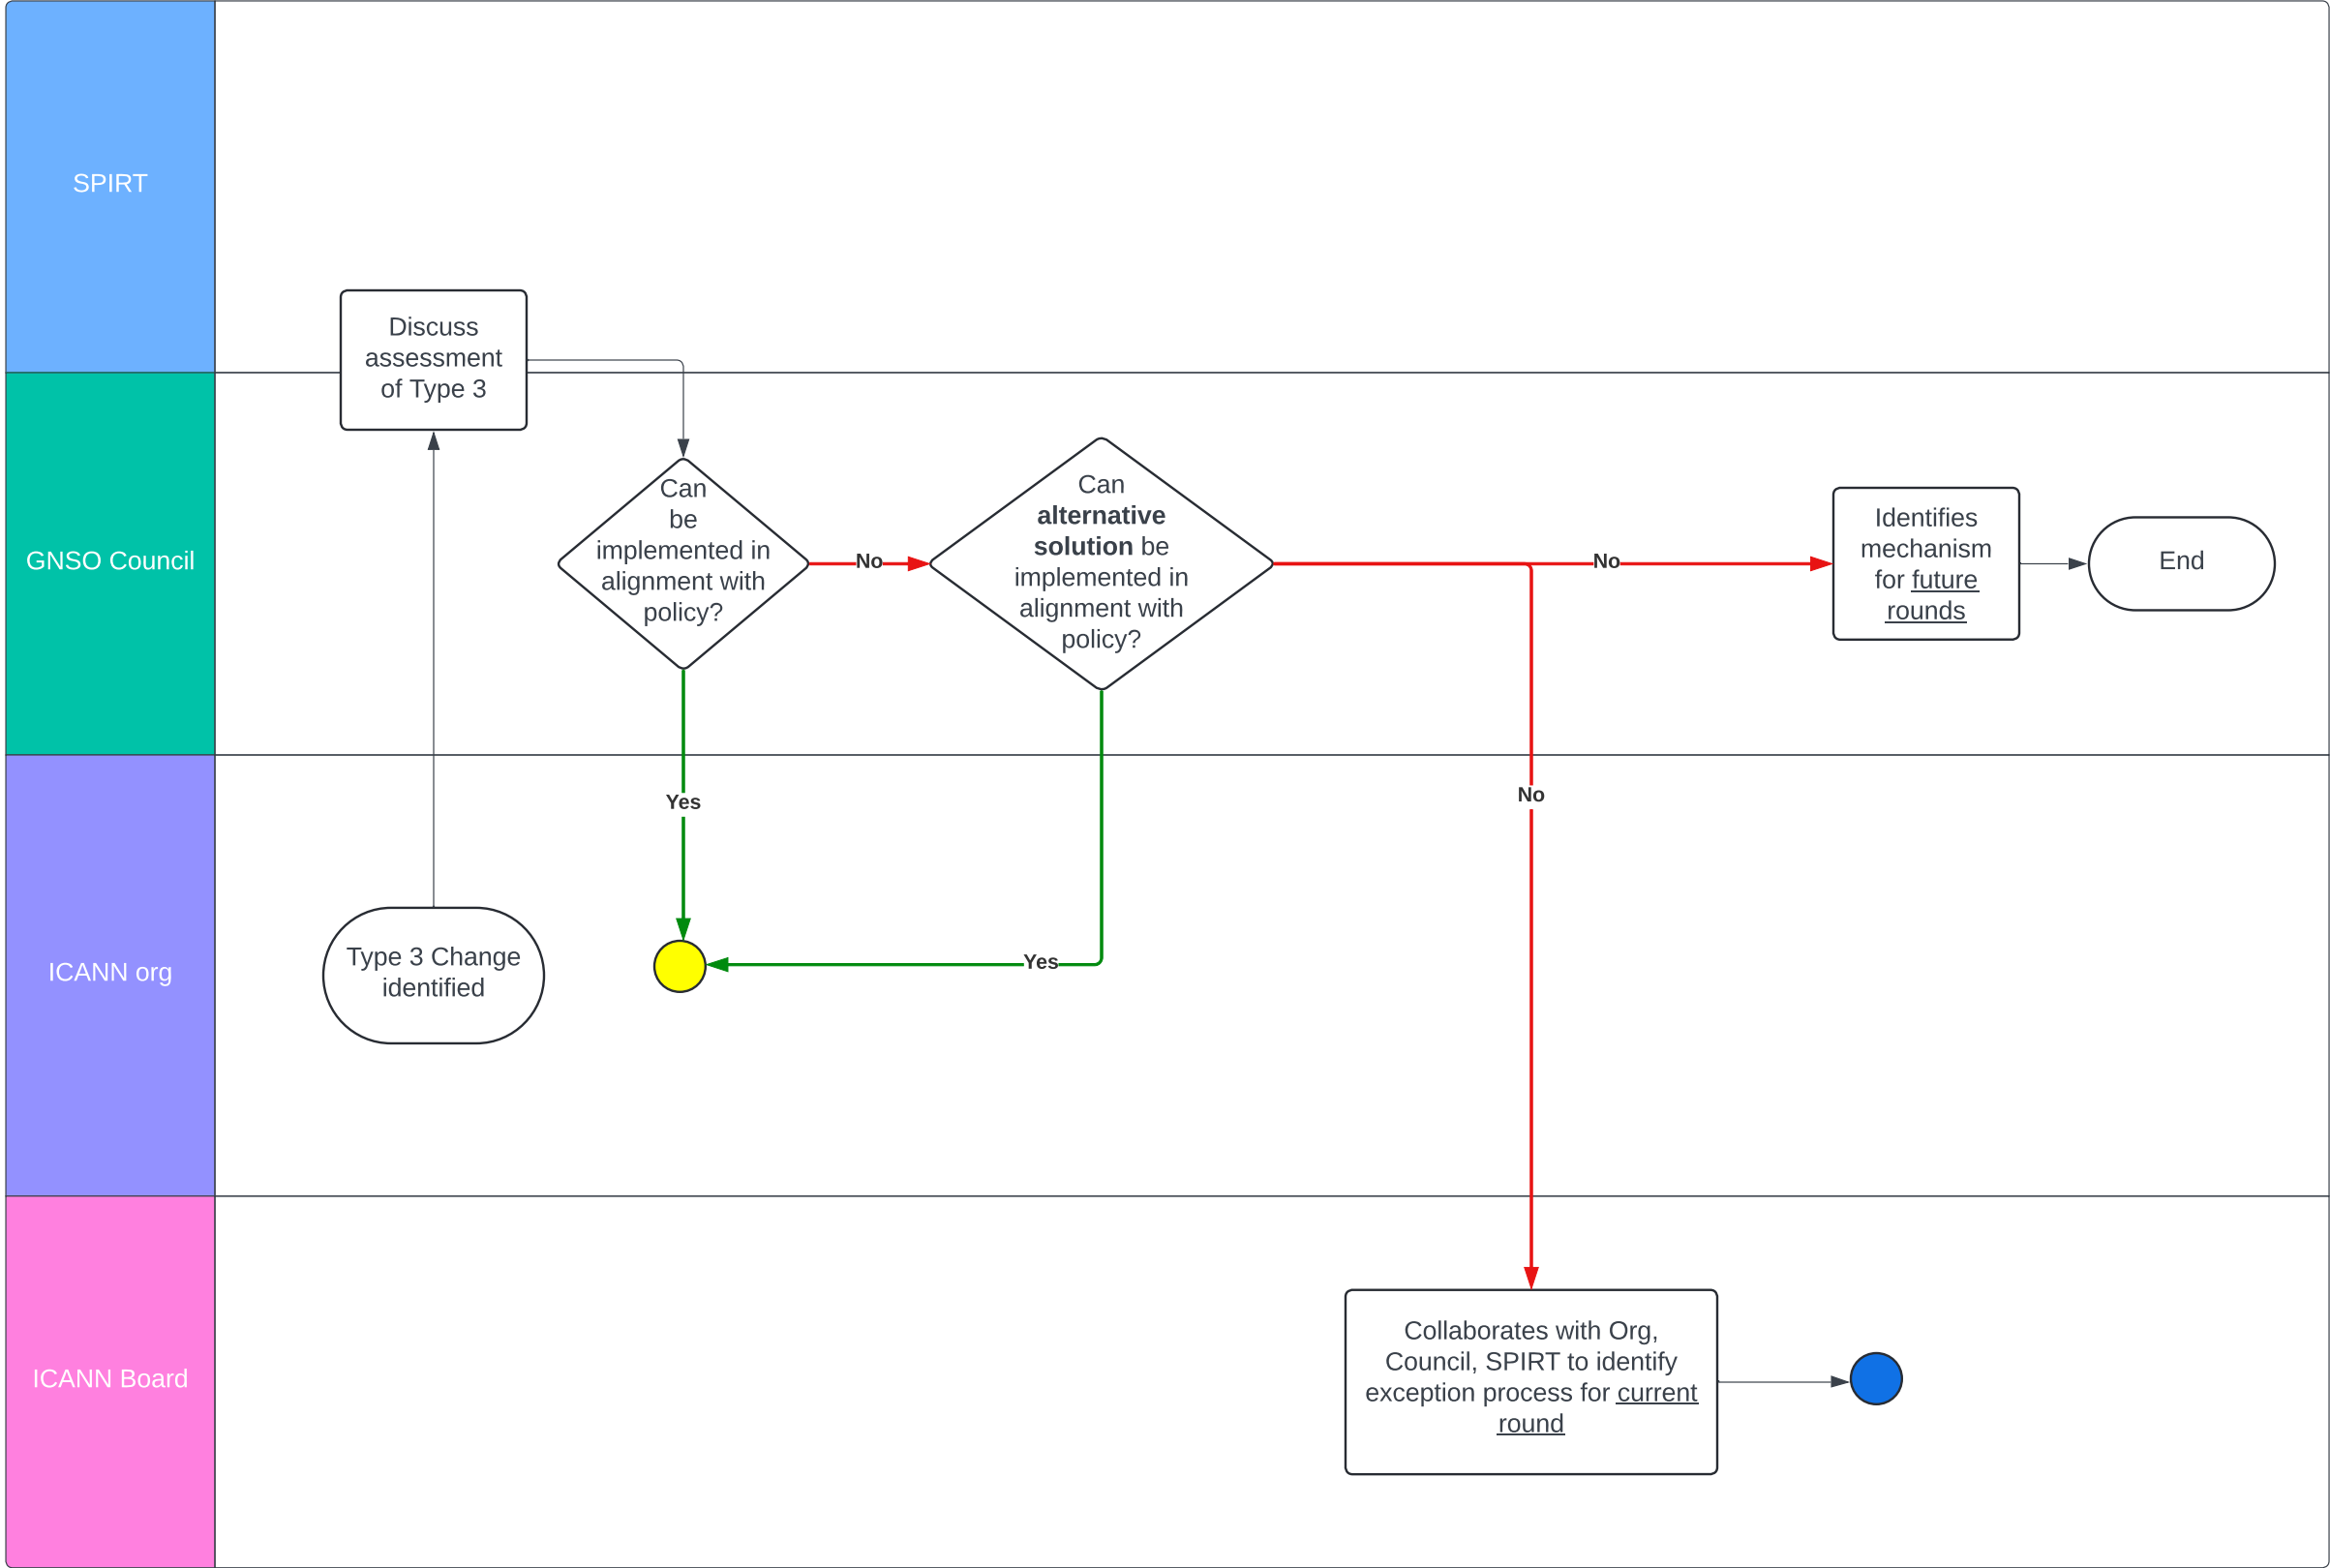 SPIRT
Discuss
assessment
of Type 3
GNSO Council
Can
be
implemented in
alignment with
policy?
No
Can
alternative
solution be
implemented in
alignment with
policy?
No
Identifies
mechanism
for future
rounds
End
Yes
No
ICANN org
Type 3 Change
identified
Yes
ICANN Board
Collaborates with Org,
Council, SPIRT to identify
exception process for current
round